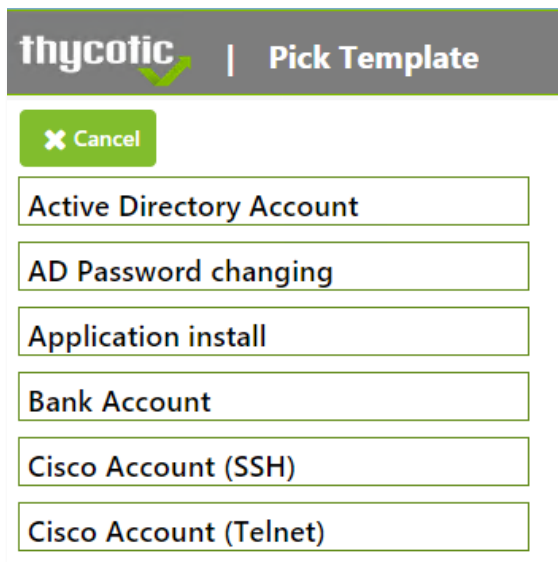 thycotic | Pick Template
Cancel
Active Directory Account
AD Password changing
Application install
Bank Account
Cisco Account (SSH)
Cisco Account (Telnet)